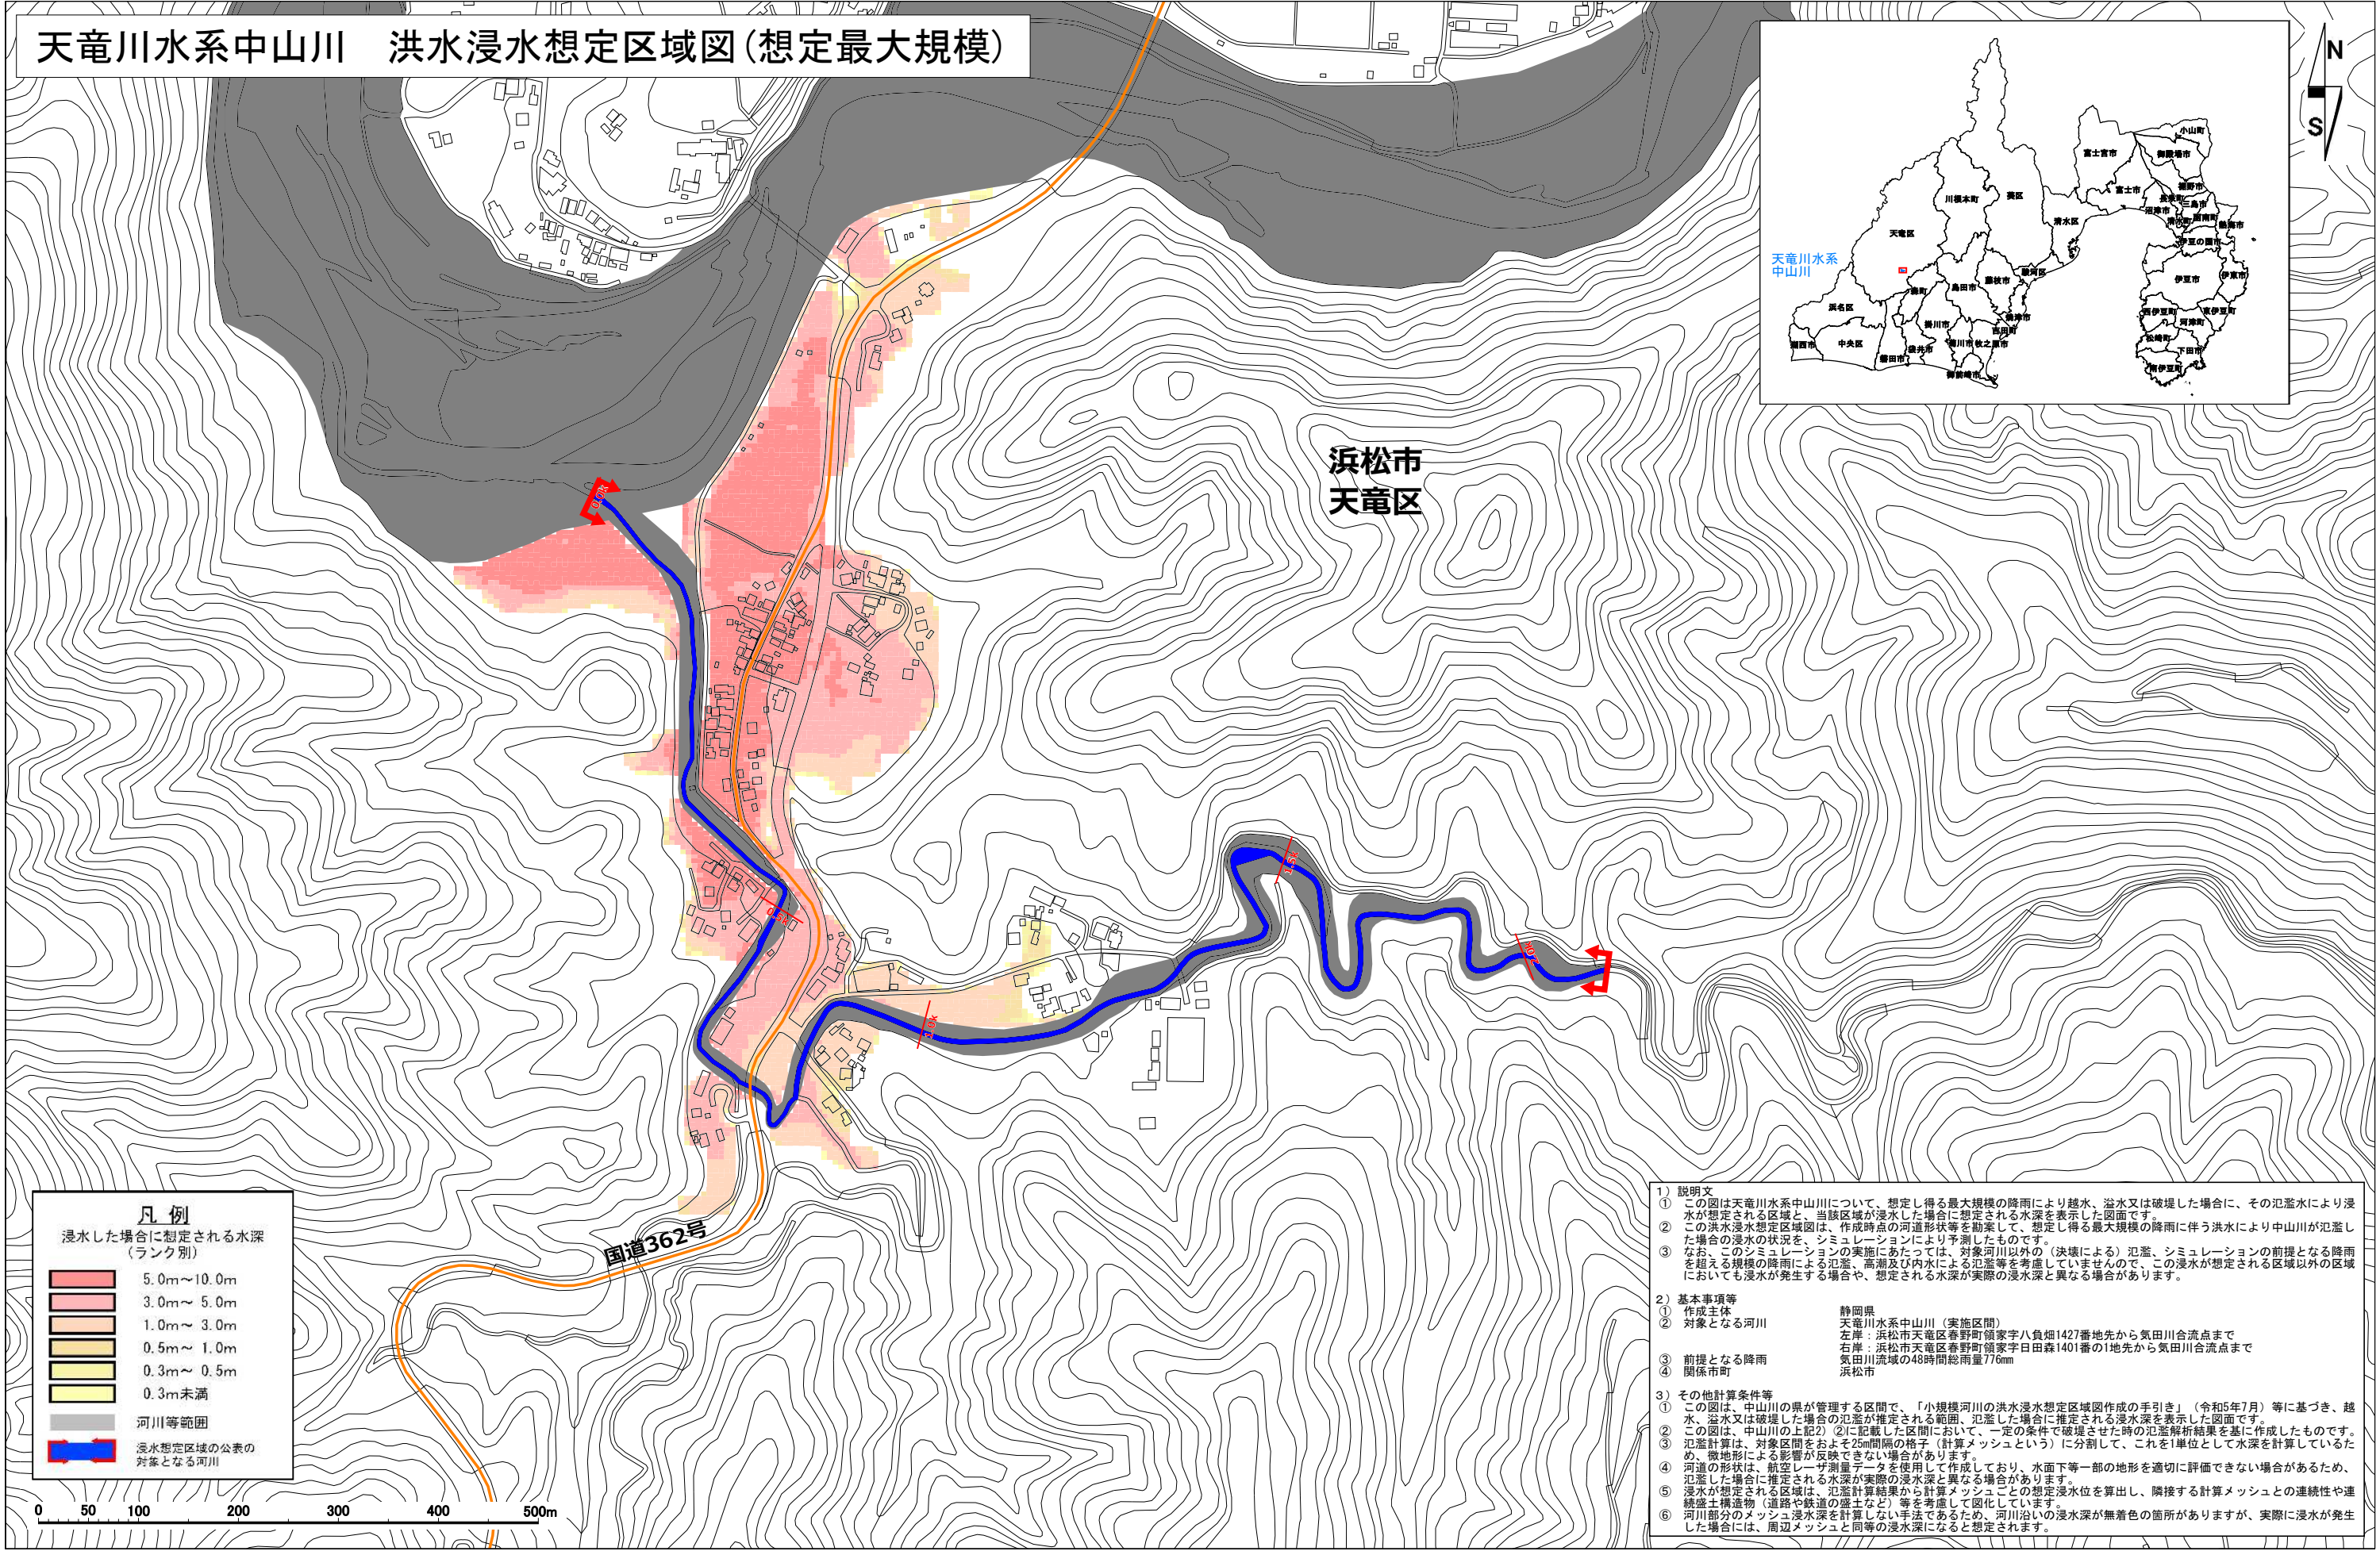 天竜川水系中山川　洪水浸水想定区域図(想定最大規模)
N
S
小山町
富士宮市
御殿場市
富士市
裾野市
長泉町
三島市
沼津市
清水町
函南町
熱海市
伊豆の国市
伊豆市
伊東市
西伊豆町
東伊豆町
河津町
松崎町
下田市
南伊豆町
川根本町
葵区
清水区
天竜区
駿河区
藤枝市
島田市
森町
焼津市
浜名区
掛川市
吉田町
中央区
菊川市
牧之原市
湖西市
袋井市
磐田市
御前崎市
天竜川水系
中山川
浜松市
天竜区
0.0k
0.5k
1.0k
1.5k
2.0k
国道362号
凡 例
浸水した場合に想定される水深
(ランク別)
5.0m～10.0m
3.0m～ 5.0m
1.0m～ 3.0m
0.5m～ 1.0m
0.3m～ 0.5m
0.3m未満
河川等範囲
浸水想定区域の公表の
対象となる河川
0 50 100 200 300 400 500m
1）説明文
① この図は天竜川水系中山川について、想定し得る最大規模の降雨により越水、溢水又は破堤した場合に、その氾濫水により浸
水が想定される区域と、当該区域が浸水した場合に想定される水深を表示した図面です。
② この洪水浸水想定区域図は、作成時点の河道形状等を勘案して、想定し得る最大規模の降雨に伴う洪水により中山川が氾濫し
た場合の浸水の状況を、シミュレーションにより予測したものです。
③ なお、このシミュレーションの実施にあたっては、対象河川以外の（決壊による）氾濫、シミュレーションの前提となる降雨
を超える規模の降雨による氾濫、高潮及び内水による氾濫等を考慮していませんので、この浸水が想定される区域以外の区域
においても浸水が発生する場合や、想定される水深が実際の浸水深と異なる場合があります。
2）基本事項等
① 作成主体 静岡県
② 対象となる河川 天竜川水系中山川（実施区間）
左岸：浜松市天竜区春野町領家字八負畑1427番地先から気田川合流点まで
右岸：浜松市天竜区春野町領家字日田森1401番の1地先から気田川合流点まで
③ 前提となる降雨 気田川流域の48時間総雨量776mm
④ 関係市町 浜松市
3）その他計算条件等
① この図は、中山川の県が管理する区間で、「小規模河川の洪水浸水想定区域図作成の手引き」（令和5年7月）等に基づき、越
水、溢水又は破堤した場合の氾濫が推定される範囲、氾濫した場合に推定される浸水深を表示した図面です。
② この図は、中山川の上記2）②に記載した区間において、一定の条件で破堤させた時の氾濫解析結果を基に作成したものです。
③ 氾濫計算は、対象区間をおよそ25m間隔の格子（計算メッシュという）に分割して、これを1単位として水深を計算しているた
め、微地形による影響が反映できない場合があります。
④ 河道の形状は、航空レーザ測量データを使用して作成しており、水面下等一部の地形を適切に評価できない場合があるため、
氾濫した場合に推定される水深が実際の浸水深と異なる場合があります。
⑤ 浸水が想定される区域は、氾濫計算結果から計算メッシュごとの想定浸水位を算出し、隣接する計算メッシュとの連続性や連
続盛土構造物（道路や鉄道の盛土など）等を考慮して図化しています。
⑥ 河川部分のメッシュ浸水深を計算しない手法であるため、河川沿いの浸水深が無着色の箇所がありますが、実際に浸水が発生
した場合には、周辺メッシュと同等の浸水深になると想定されます。